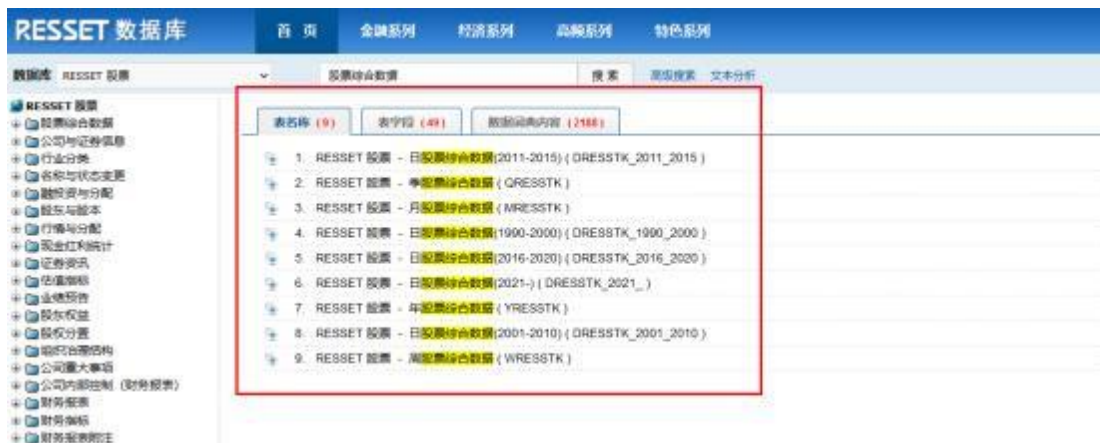 RESSET 数据库
首 页 金融系列 经济系列 高频系列 特色系列
数据库 RESSET 股票 股票综合数据 搜 索 高级搜索 文本分析
RESSET 股票
股票综合数据
公司与证券信息
行业分类
名称与状态变更
融投资与分配
股东与股本
行情与分配
现金红利统计
证券资讯
估值指标
业绩预告
股东权益
股权分置
组织治理结构
公司重大事项
公司内部控制（财务报表）
财务报表
财务指标
财务报表附注
表名称 (9) 表字段 (49) 数据词典内容 (2188)
1. RESSET 股票 - 日股票综合数据(2011-2015) ( DRESSTK_2011_2015 )
2. RESSET 股票 - 季股票综合数据 ( QRESSTK )
3. RESSET 股票 - 月股票综合数据 ( MRESSTK )
4. RESSET 股票 - 日股票综合数据(1990-2000) ( DRESSTK_1990_2000 )
5. RESSET 股票 - 日股票综合数据(2016-2020) ( DRESSTK_2016_2020 )
6. RESSET 股票 - 日股票综合数据(2021-) ( DRESSTK_2021_ )
7. RESSET 股票 - 年股票综合数据 ( YRESSTK )
8. RESSET 股票 - 日股票综合数据(2001-2010) ( DRESSTK_2001_2010 )
9. RESSET 股票 - 周股票综合数据 ( WRESSTK )